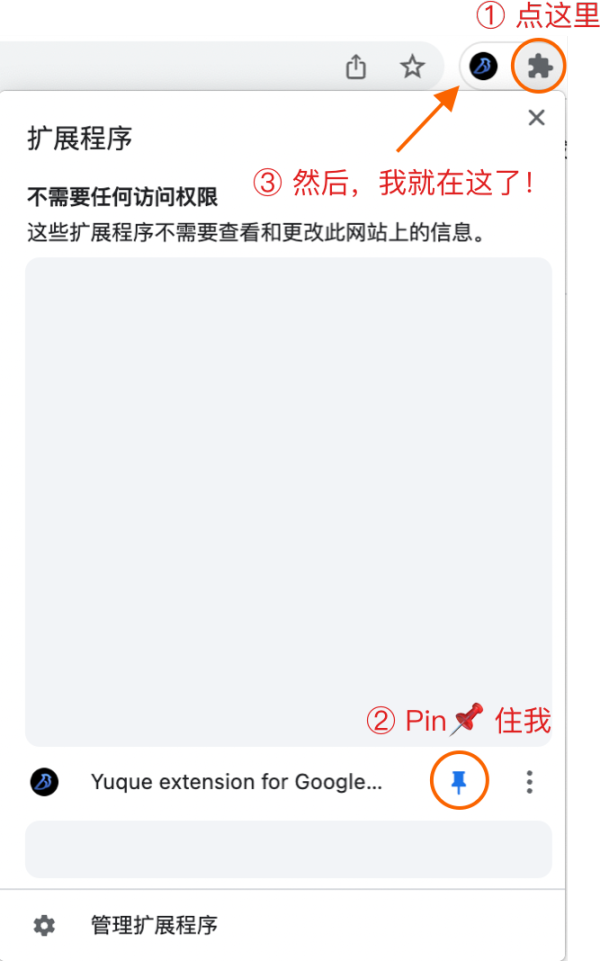 ① 点这里
扩展程序
③ 然后，我就在这了！
不需要任何访问权限
这些扩展程序不需要查看和更改此网站上的信息。
② Pin📌 住我
Yuque extension for Google...
管理扩展程序